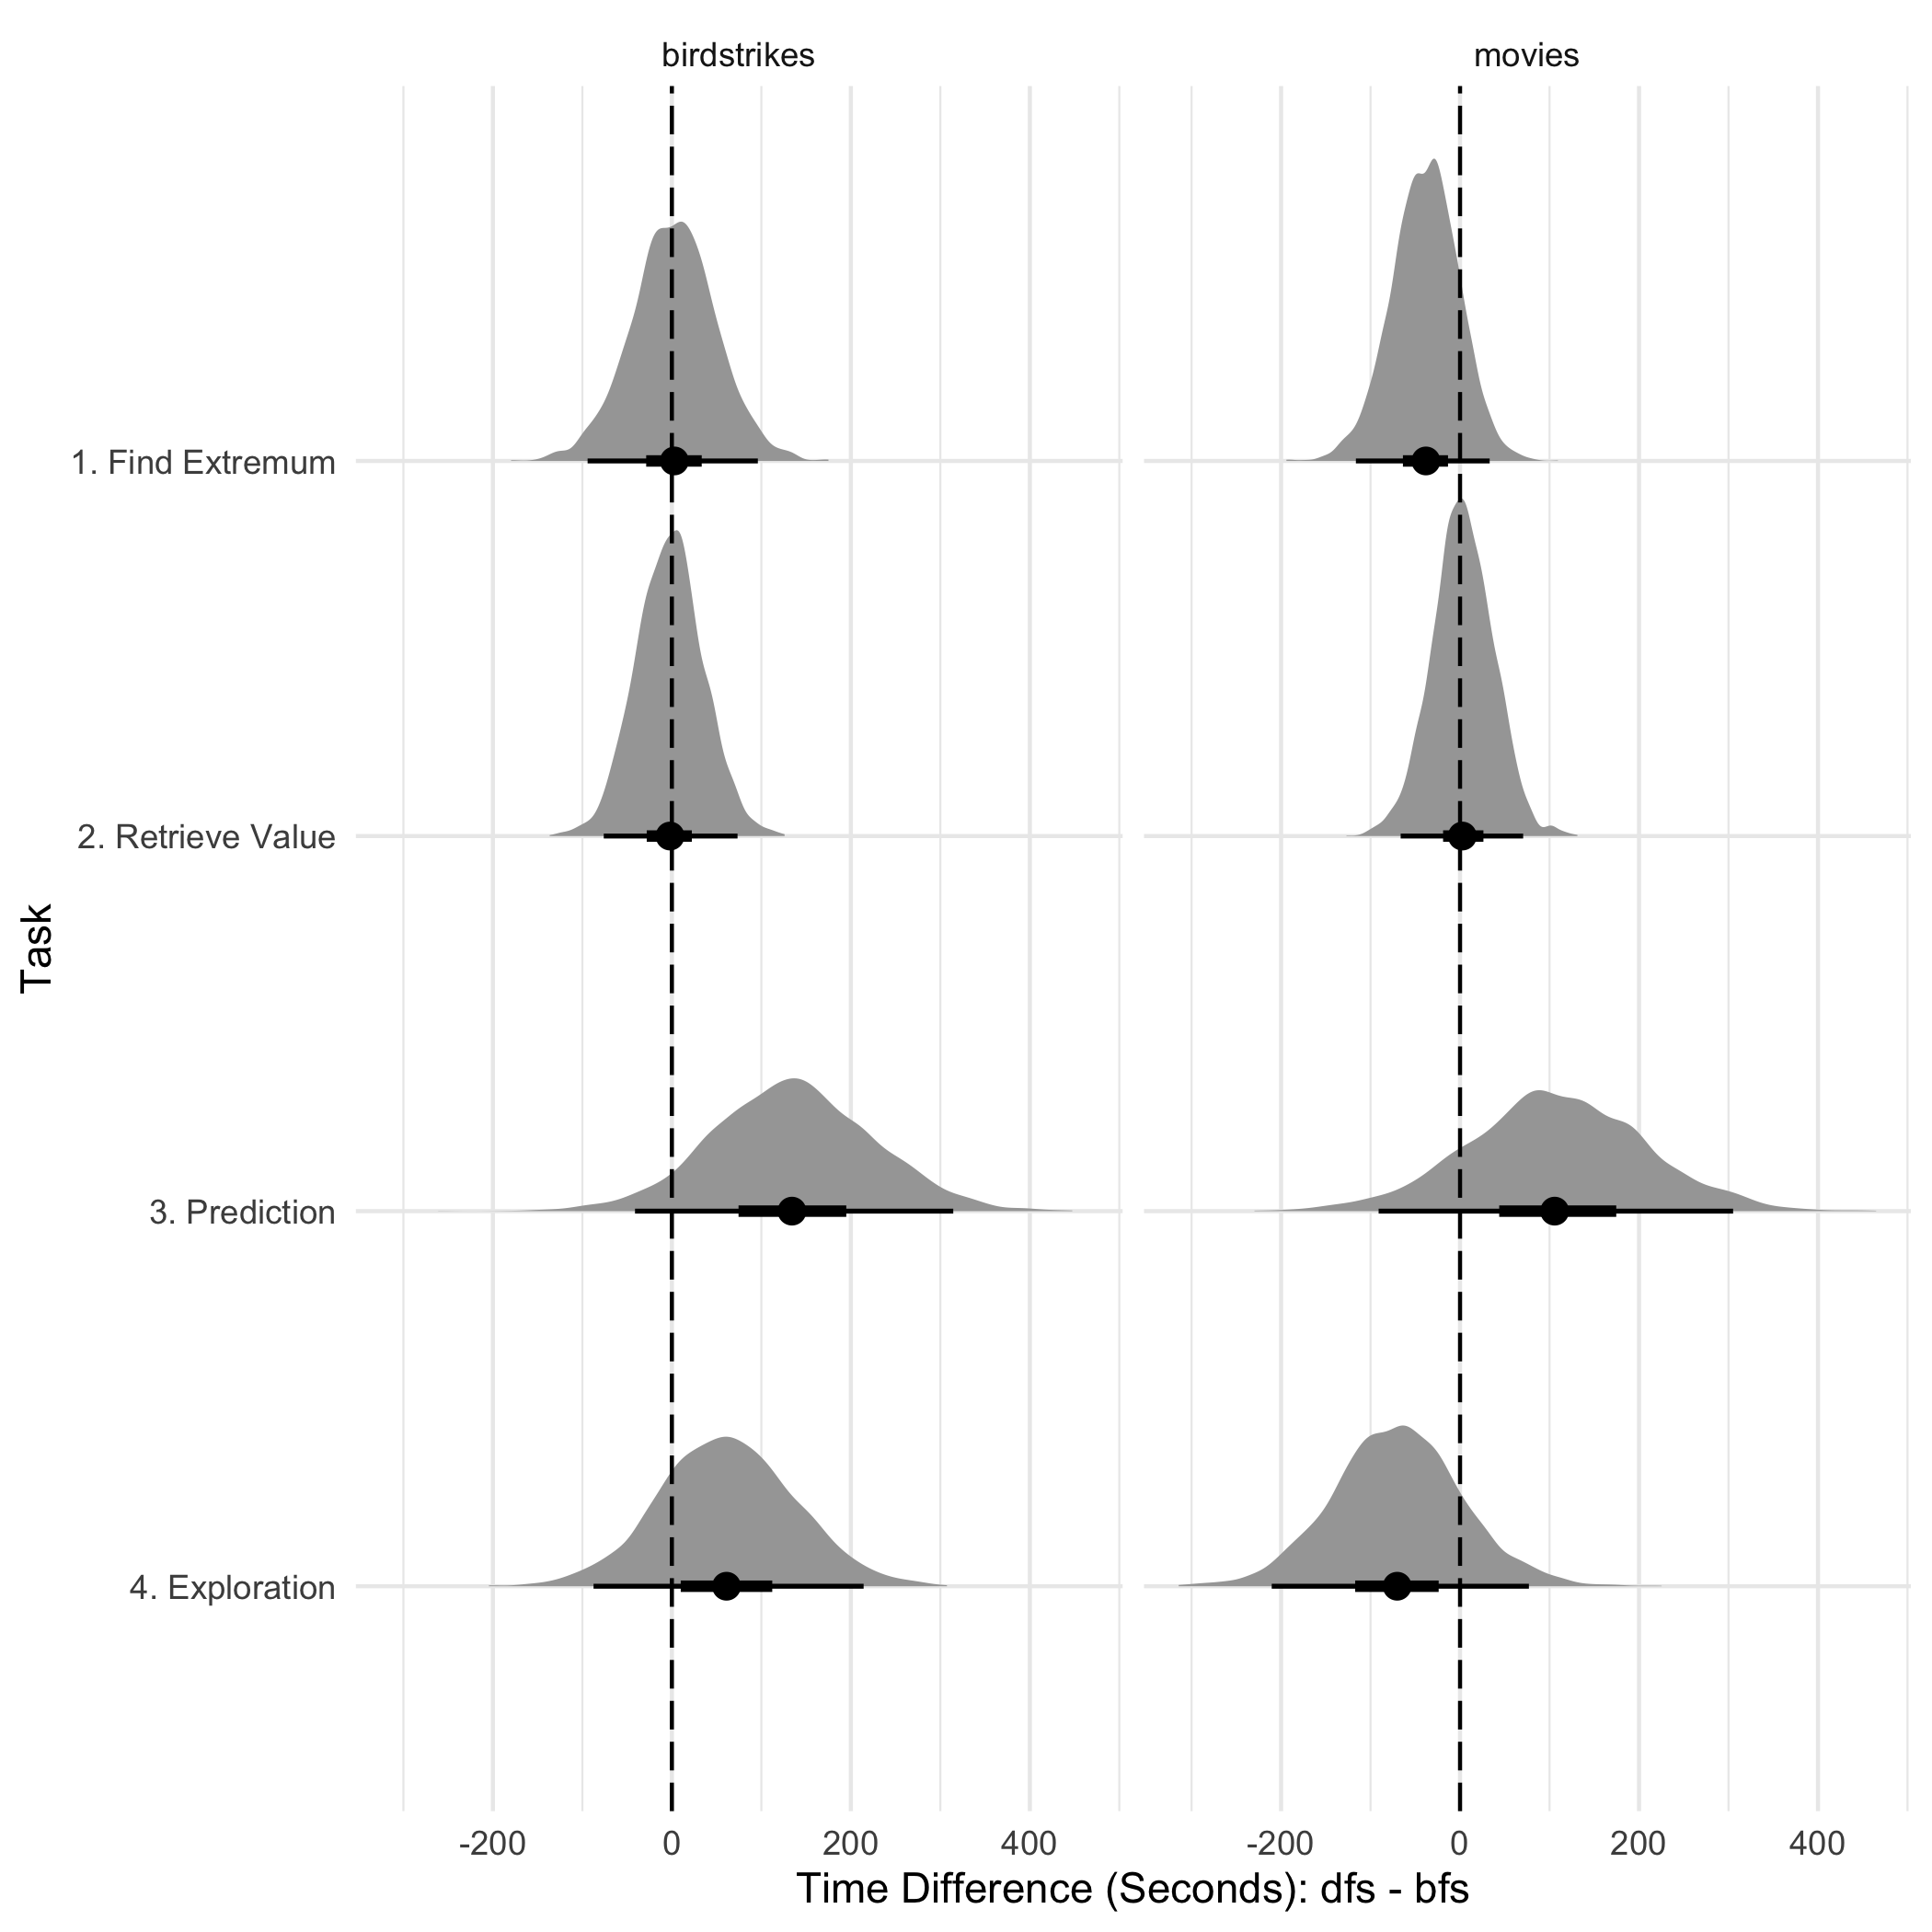 birdstrikes
movies
1. Find Extremum
2. Retrieve Value
3. Prediction
4. Exploration
Task
-200 0 200 400
-200 0 200 400
Time Difference (Seconds): dfs - bfs